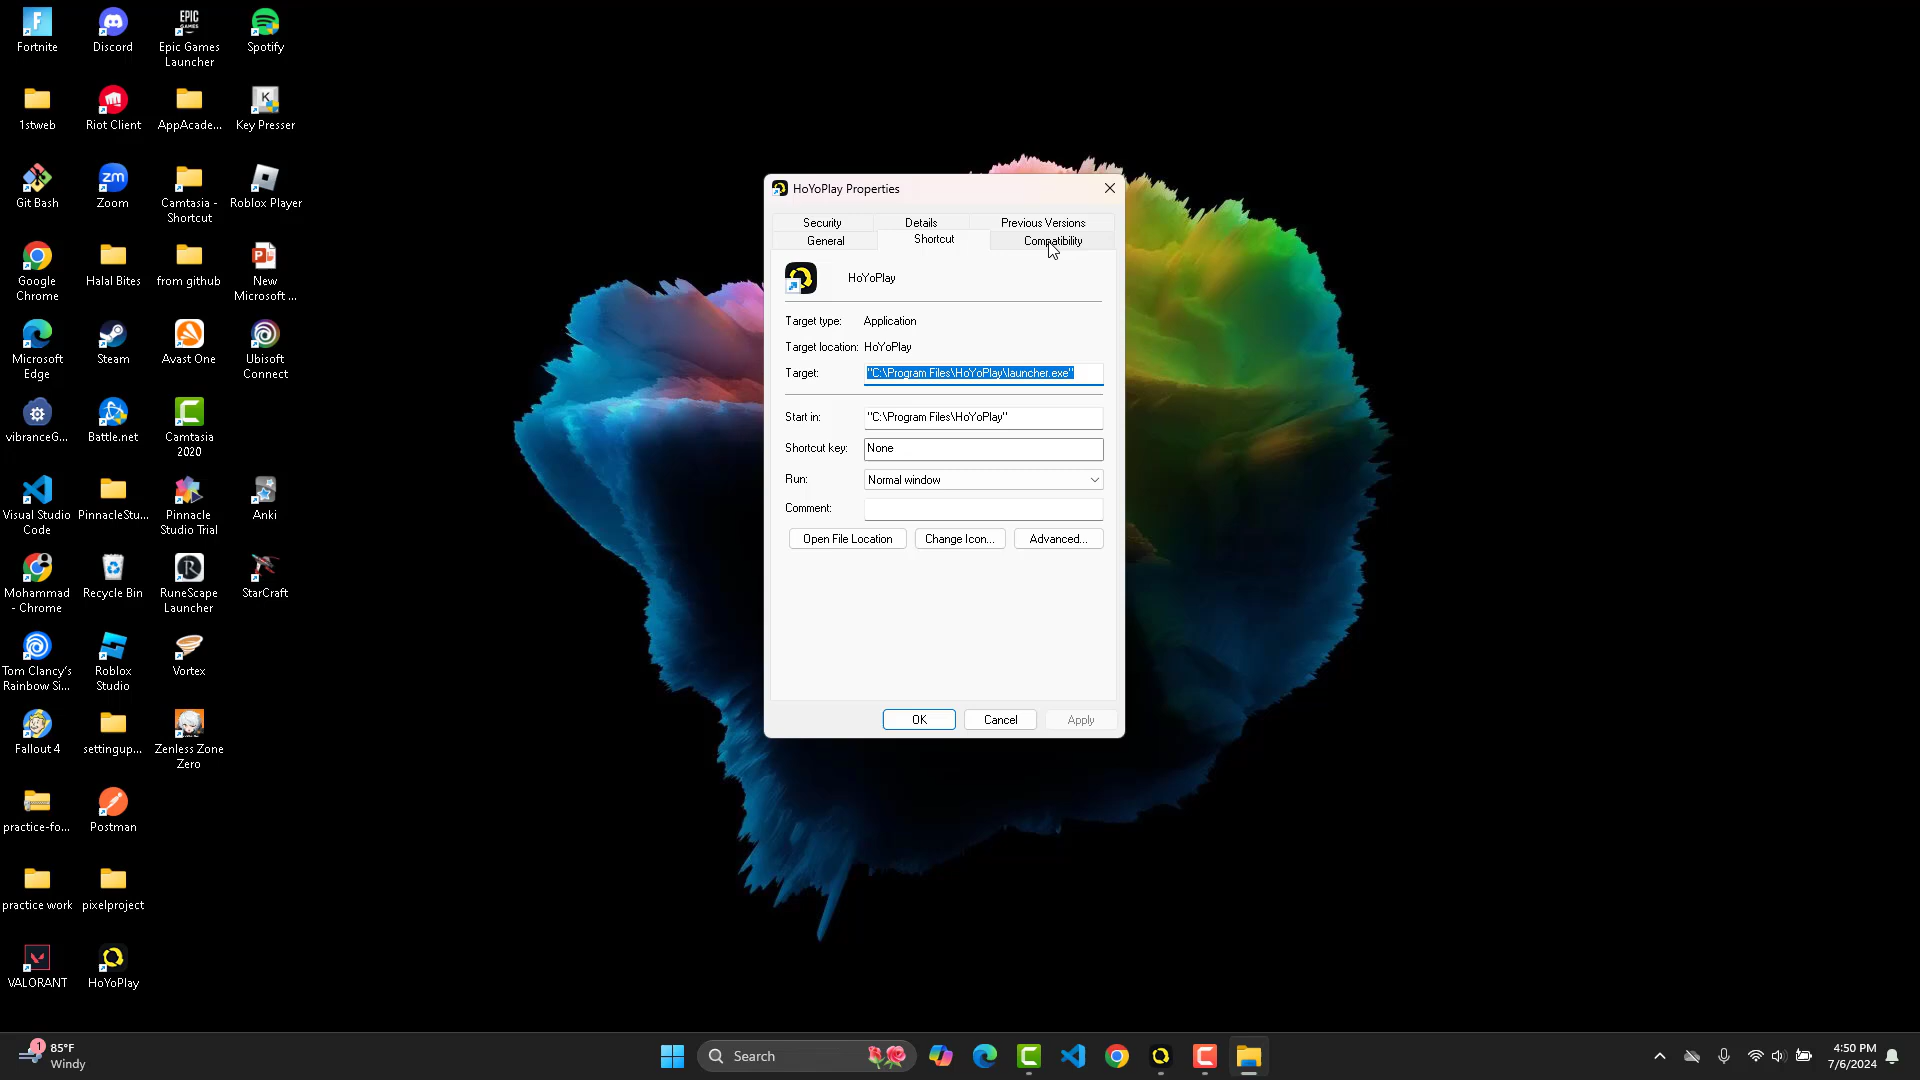 Fortnite
Discord
Epic Games
Launcher
Spotify
1stweb
Riot Client
AppAcade...
Key Presser
Git Bash
Zoom
Camtasia -
Shortcut
Roblox Player
Google
Chrome
Halal Bites
from github
New
Microsoft ...
Microsoft
Edge
Steam
Avast One
Ubisoft
Connect
vibranceG...
Battle.net
Camtasia
2020
Visual Studio
Code
PinnacleStu...
Pinnacle
Studio Trial
Anki
Mohammad
- Chrome
Recycle Bin
RuneScape
Launcher
StarCraft
Tom Clancy's
Rainbow Si...
Roblox
Studio
Vortex
Fallout 4
settingup...
Zenless Zone
Zero
practice-fo...
Postman
practice work
pixelproject
VALORANT
HoYoPlay
HoYoPlay Properties
Security
Details
Previous Versions
General
Shortcut
Compatibility
HoYoPlay
Target type: Application
Target location: HoYoPlay
Target: "C:\Program Files\HoYoPlay\launcher.exe"
Start in: "C:\Program Files\HoYoPlay"
Shortcut key: None
Run: Normal window
Comment:
Open File Location
Change Icon...
Advanced...
OK
Cancel
Apply
1
85°F
Windy
Search
4:50 PM
7/6/2024